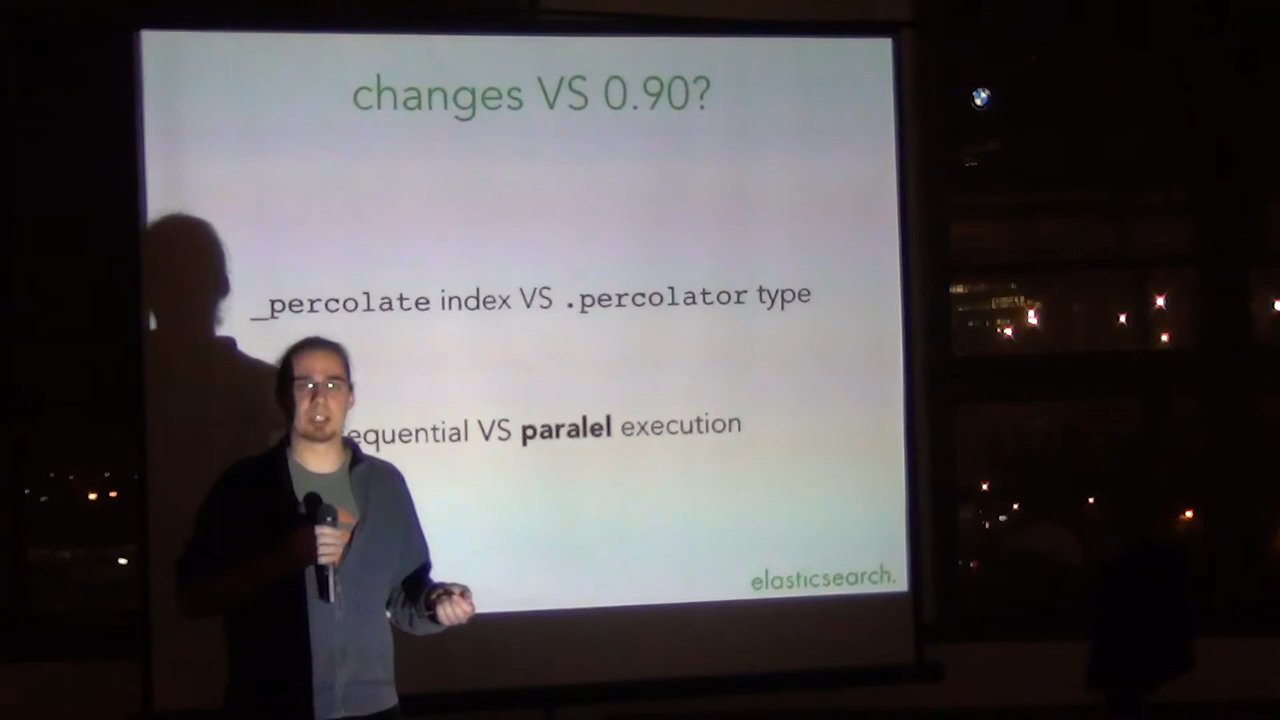 changes VS 0.90?
_percolate index VS .percolator type
equential VS paralel execution
elasticsearch.